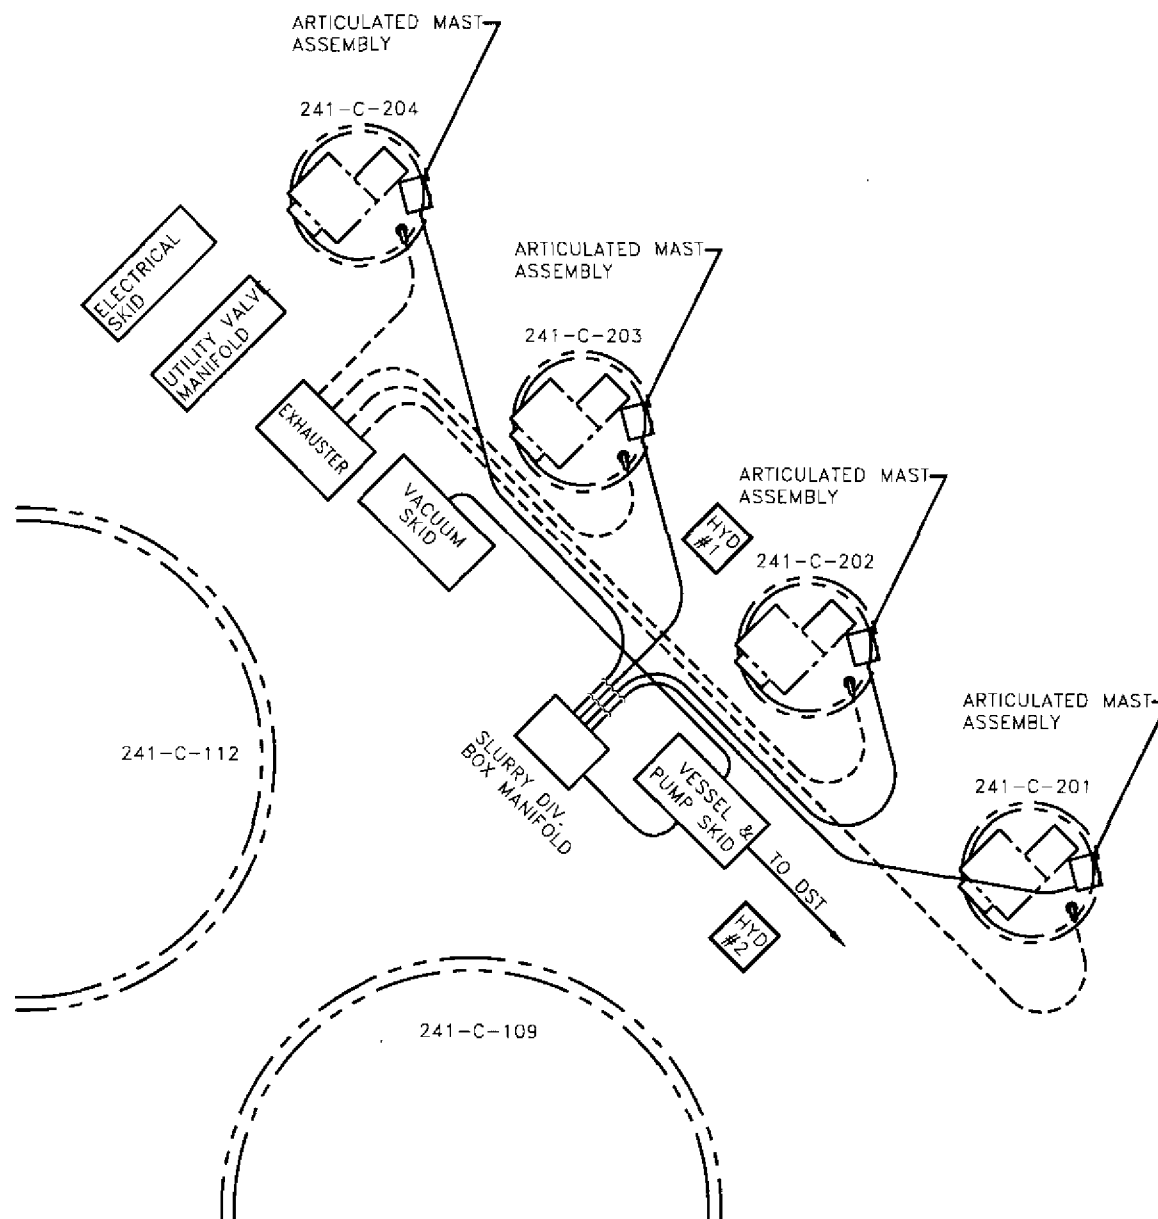 ARTICULATED MAST
ASSEMBLY
241-C-204
ARTICULATED MAST
ASSEMBLY
241-C-203
ELECTRICAL
SKID
UTILITY VALVE
MANIFOLD
EXHAUSTER
VACUUM
SKID
ARTICULATED MAST
ASSEMBLY
HYD
#1
241-C-202
ARTICULATED MAST
ASSEMBLY
241-C-201
241-C-112
SLURRY DIV.
BOX MANIFOLD
VESSEL &
PUMP SKID
TO DST
HYD
#2
241-C-109